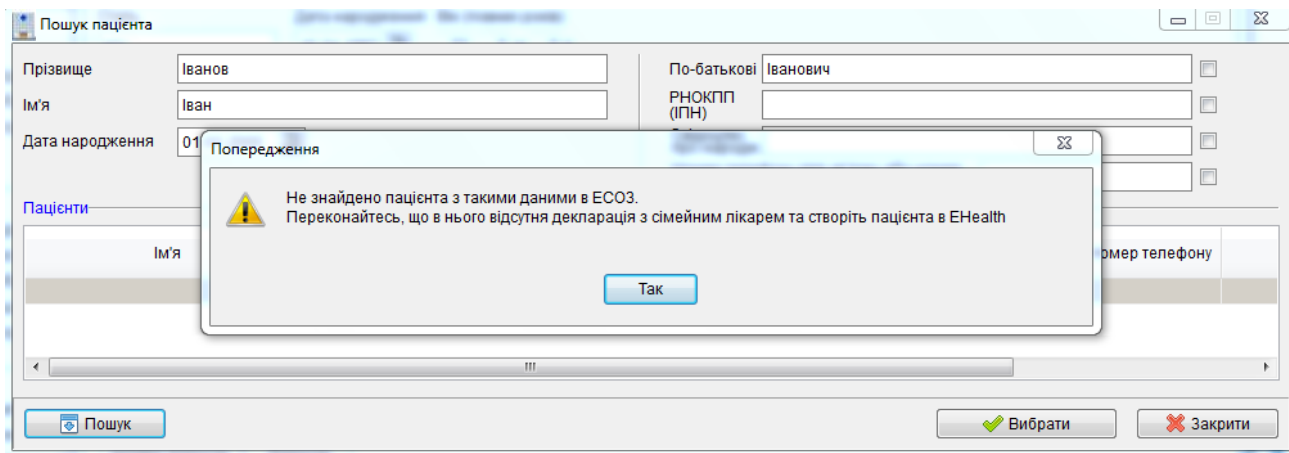 Пошук пацієнта
Прізвище Іванов
По-батькові Іванович
Ім'я Іван
РНОКПП
(ІПН)
Дата народження 01
Попередження
Не знайдено пацієнта з такими даними в ЕСОЗ.
Переконайтесь, що в нього відсутня декларація з сімейним лікарем та створіть пацієнта в EHealth
Так
Пацієнти
Ім'я
омер телефону
Пошук
Вибрати
Закрити